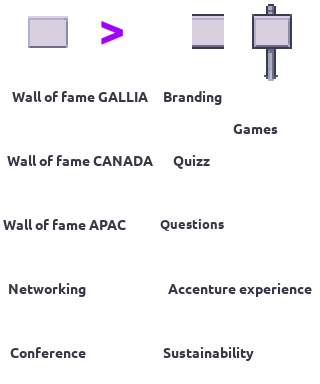 >
Wall of fame GALLIA Branding
Games
Wall of fame CANADA Quizz
Wall of fame APAC Questions
Networking Accenture experience
Conference Sustainability